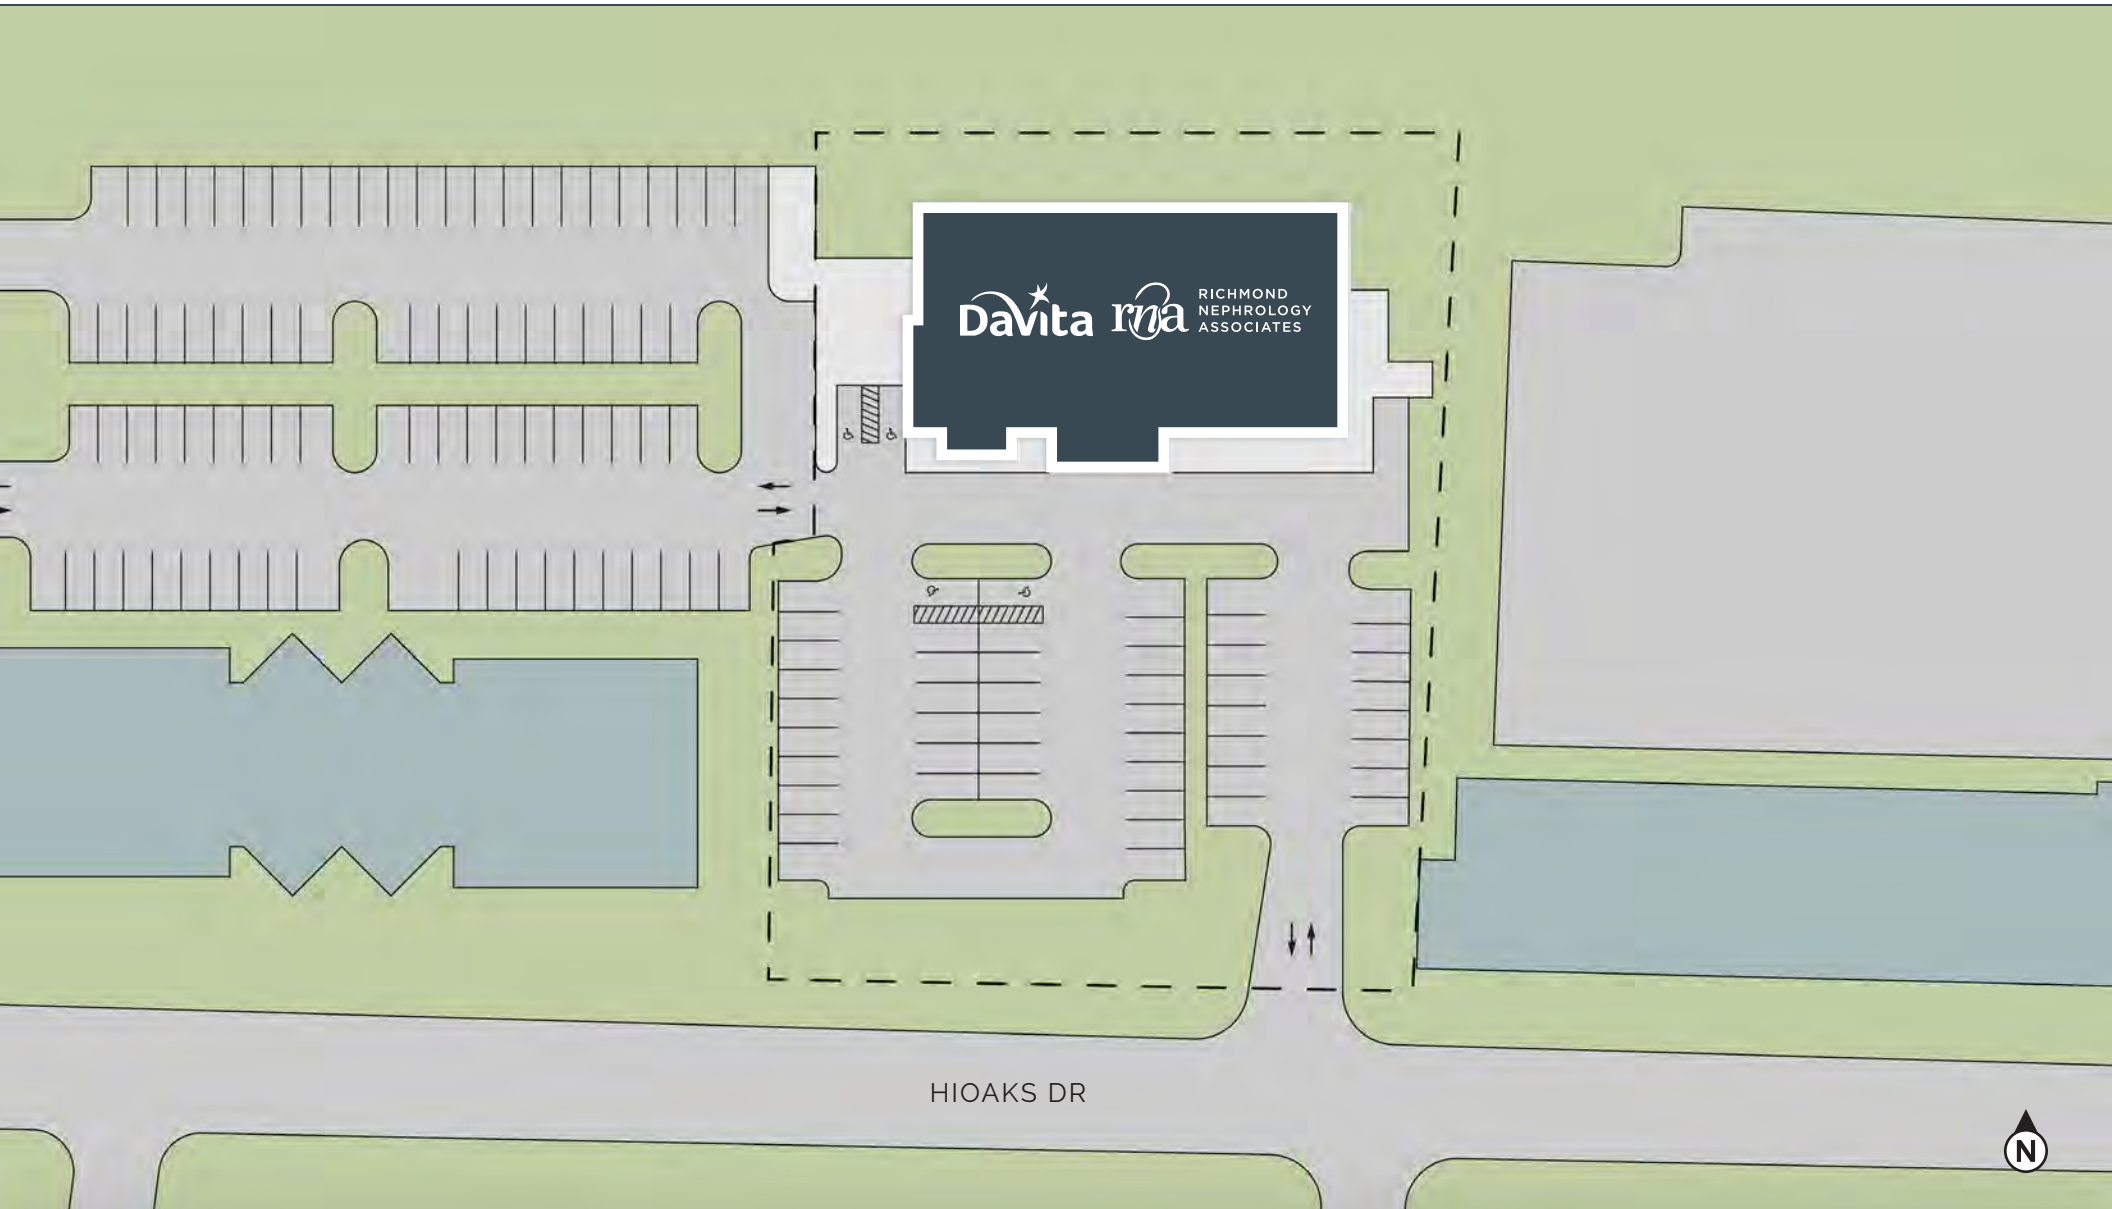 DaVita
rna
RICHMOND
NEPHROLOGY
ASSOCIATES
HIOAKS DR
N